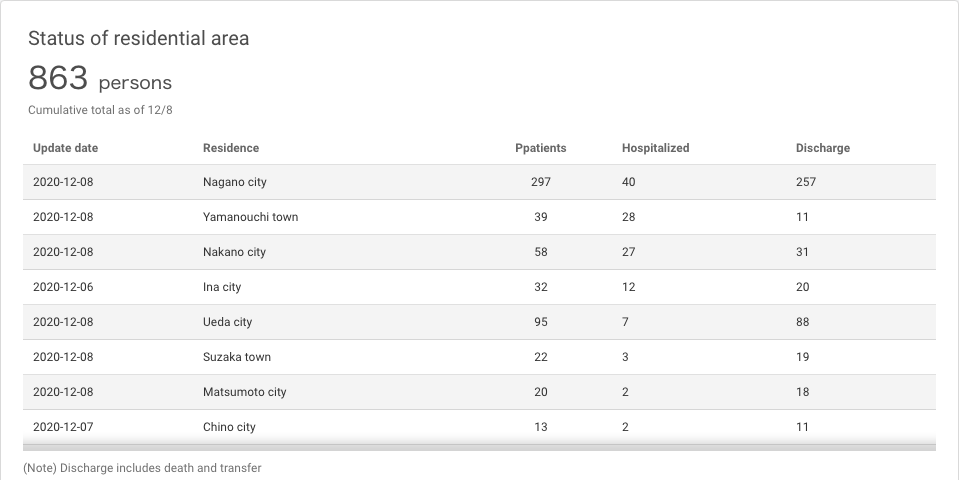 Status of residential area
863 persons
Cumulative total as of 12/8
Update date Residence Ppatients Hospitalized Discharge
2020-12-08 Nagano city 297 40 257
2020-12-08 Yamanouchi town 39 28 11
2020-12-08 Nakano city 58 27 31
2020-12-06 Ina city 32 12 20
2020-12-08 Ueda city 95 7 88
2020-12-08 Suzaka town 22 3 19
2020-12-08 Matsumoto city 20 2 18
2020-12-07 Chino city 13 2 11
(Note) Discharge includes death and transfer